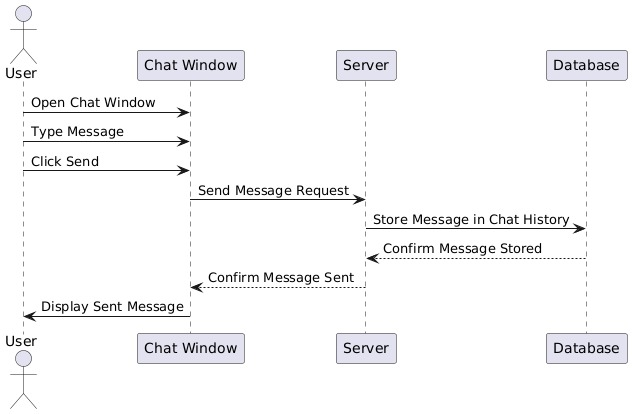 User
Chat Window
Server
Database
Open Chat Window
Type Message
Click Send
Send Message Request
Store Message in Chat History
Confirm Message Stored
Confirm Message Sent
Display Sent Message
User
Chat Window
Server
Database